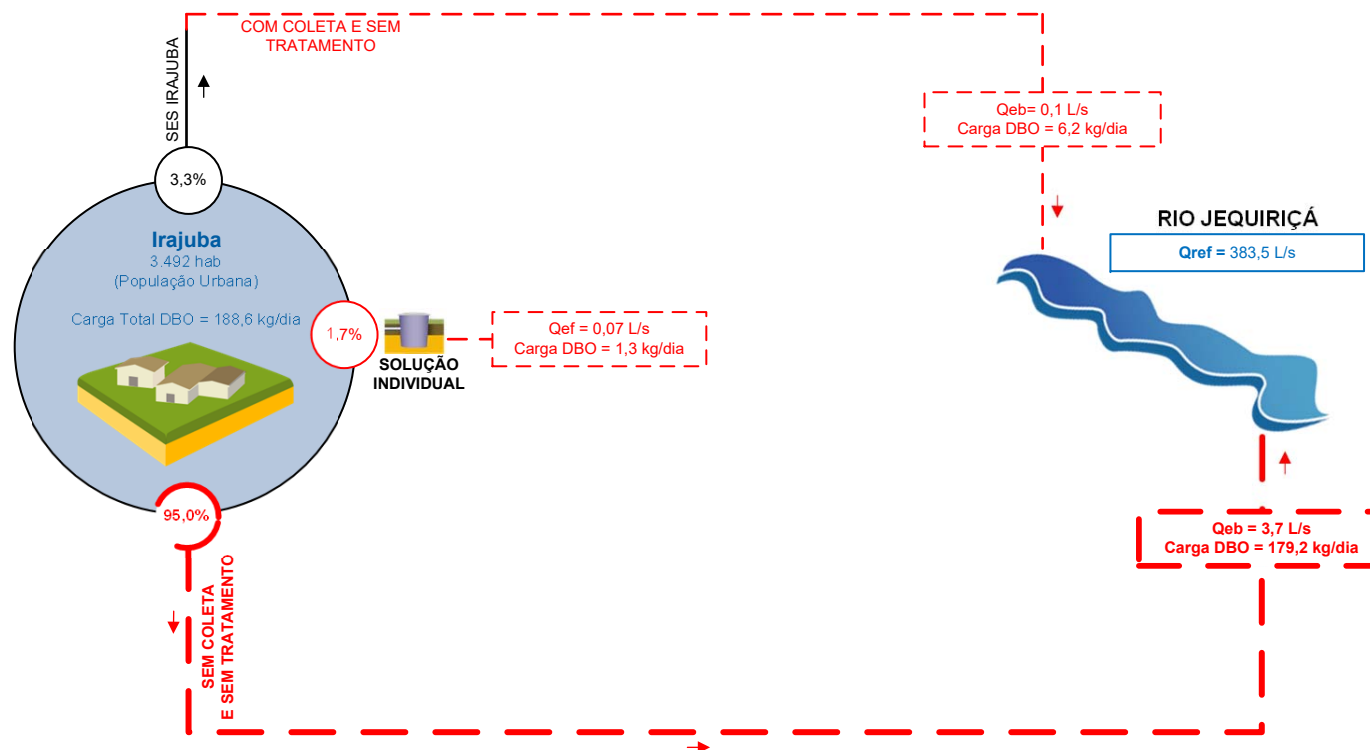 COM COLETA E SEM
TRATAMENTO
SES IRAJUBA
Qeb= 0,1 L/s
Carga DBO = 6,2 kg/dia
3,3%
RIO JEQUIRIÇÁ
Qref = 383,5 L/s
Irajuba
3.492 hab
(População Urbana)
Carga Total DBO = 188,6 kg/dia
1,7%
SOLUÇÃO
INDIVIDUAL
Qef = 0,07 L/s
Carga DBO = 1,3 kg/dia
95,0%
SEM COLETA
E SEM TRATAMENTO
Qeb = 3,7 L/s
Carga DBO = 179,2 kg/dia